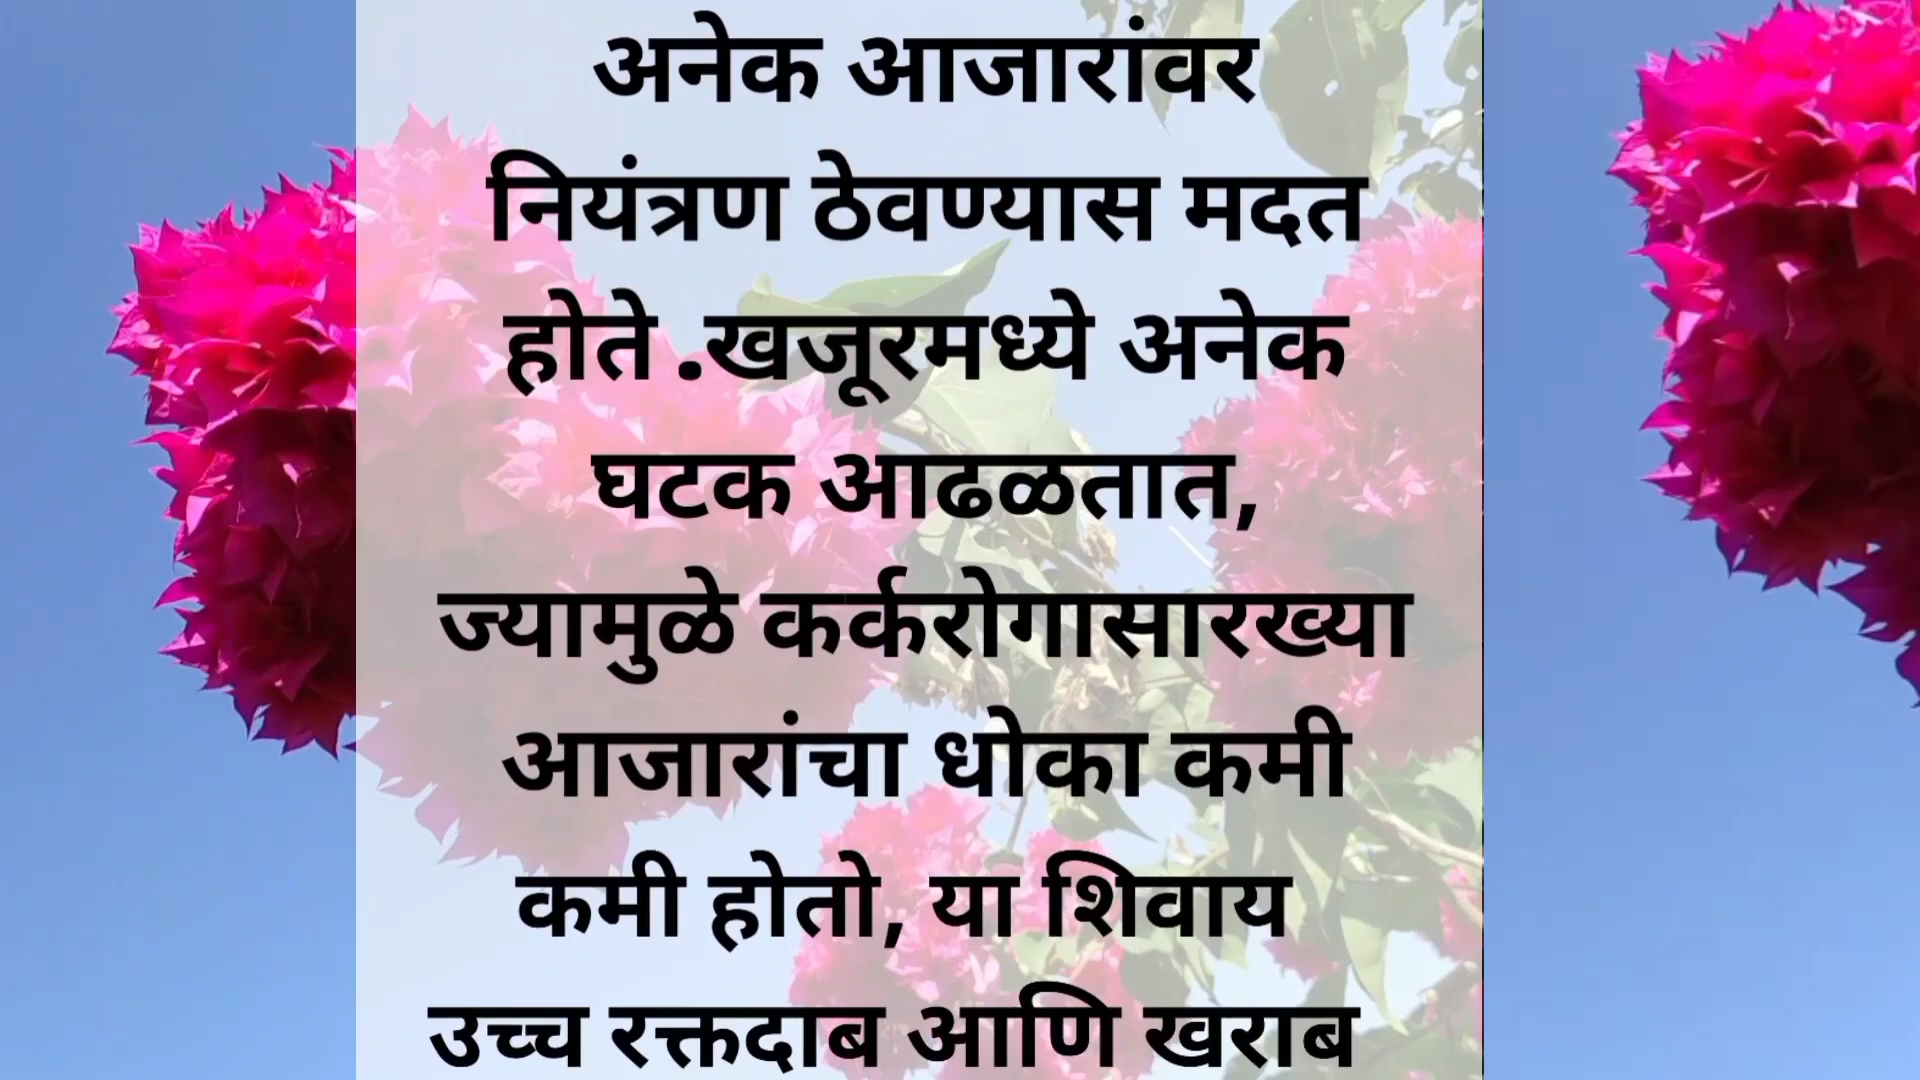 अनेक आजारांवर
नियंत्रण ठेवण्यास मदत
होते .खजूरमध्ये अनेक
घटक आढळतात,
ज्यामुळे कर्करोगासारख्या
आजारांचा धोका कमी
कमी होतो, या शिवाय
उच्च रक्तदाब आणि खराब